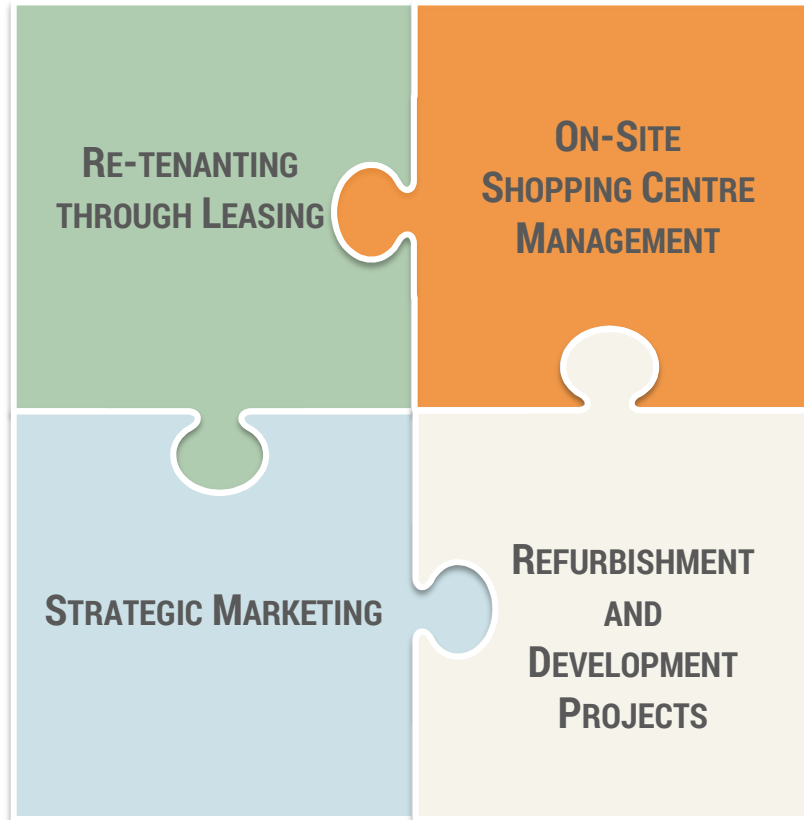 Re-tenanting
through Leasing
On-Site
Shopping Centre
Management
Strategic Marketing
Refurbishment
and
Development
Projects